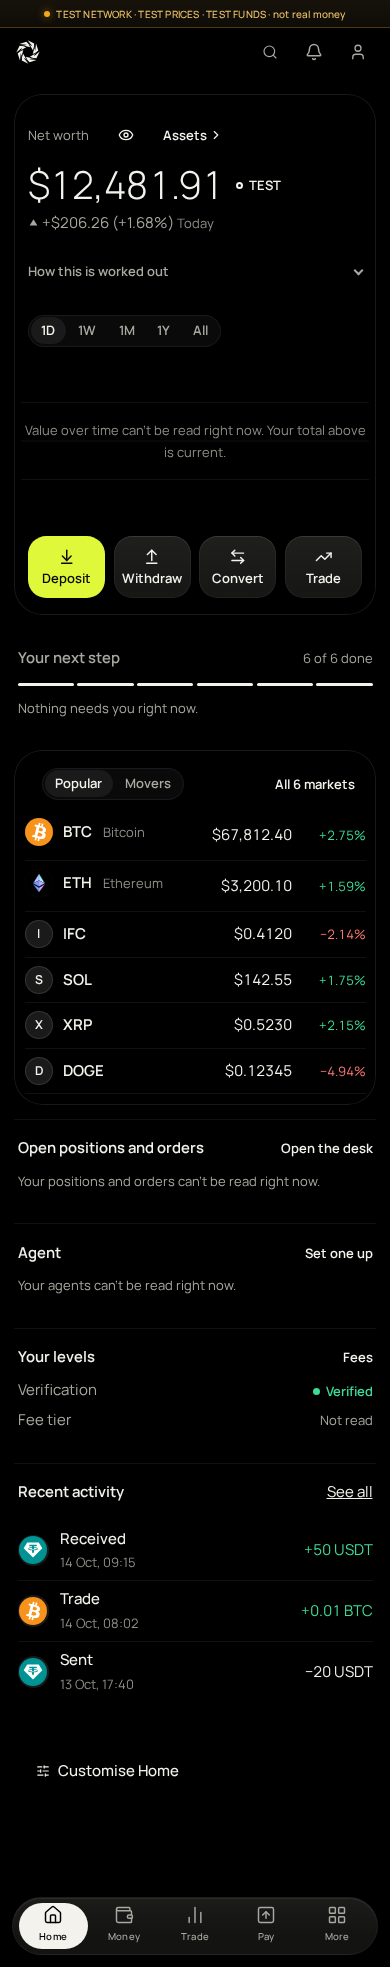 TEST NETWORK · TEST PRICES · TEST FUNDS · not real money
Net worth
Assets
$12,481.91
TEST
+$206.26 (+1.68%) Today
How this is worked out
1D 1W 1M 1Y All
Value over time can't be read right now. Your total above
is current.
Deposit Withdraw Convert Trade
Your next step 6 of 6 done
Nothing needs you right now.
Popular Movers All 6 markets
BTC Bitcoin $67,812.40 +2.75%
ETH Ethereum $3,200.10 +1.59%
I IFC $0.4120 −2.14%
S SOL $142.55 +1.75%
X XRP $0.5230 +2.15%
D DOGE $0.12345 −4.94%
Open positions and orders Open the desk
Your positions and orders can't be read right now.
Agent Set one up
Your agents can't be read right now.
Your levels Fees
Verification Verified
Fee tier Not read
Recent activity See all
Received
14 Oct, 09:15
+50 USDT
Trade
14 Oct, 08:02
+0.01 BTC
Sent
13 Oct, 17:40
−20 USDT
Customise Home
Home Money Trade Pay More